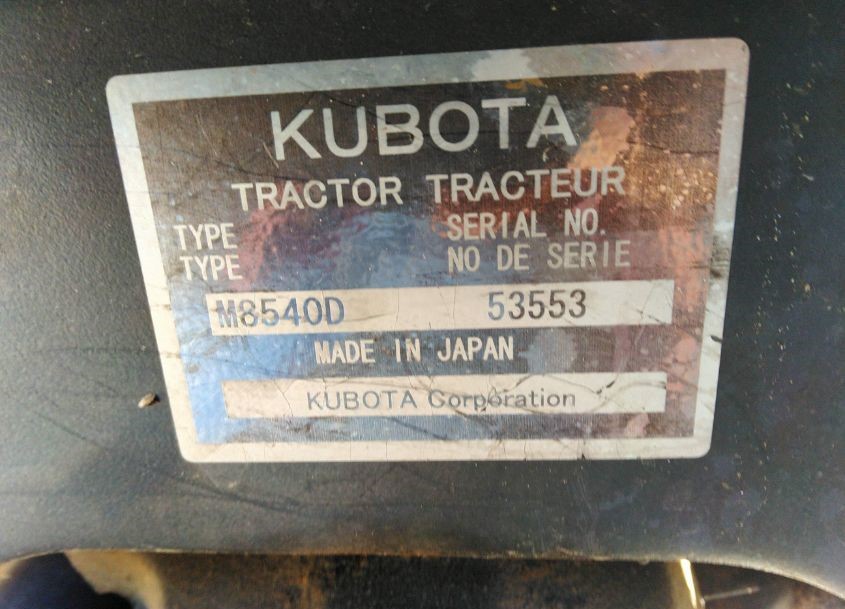 KUBOTA
TRACTOR TRACTEUR
TYPE SERIAL NO.
TYPE NO DE SERIE
M8540D 53553
MADE IN JAPAN
KUBOTA Corporation